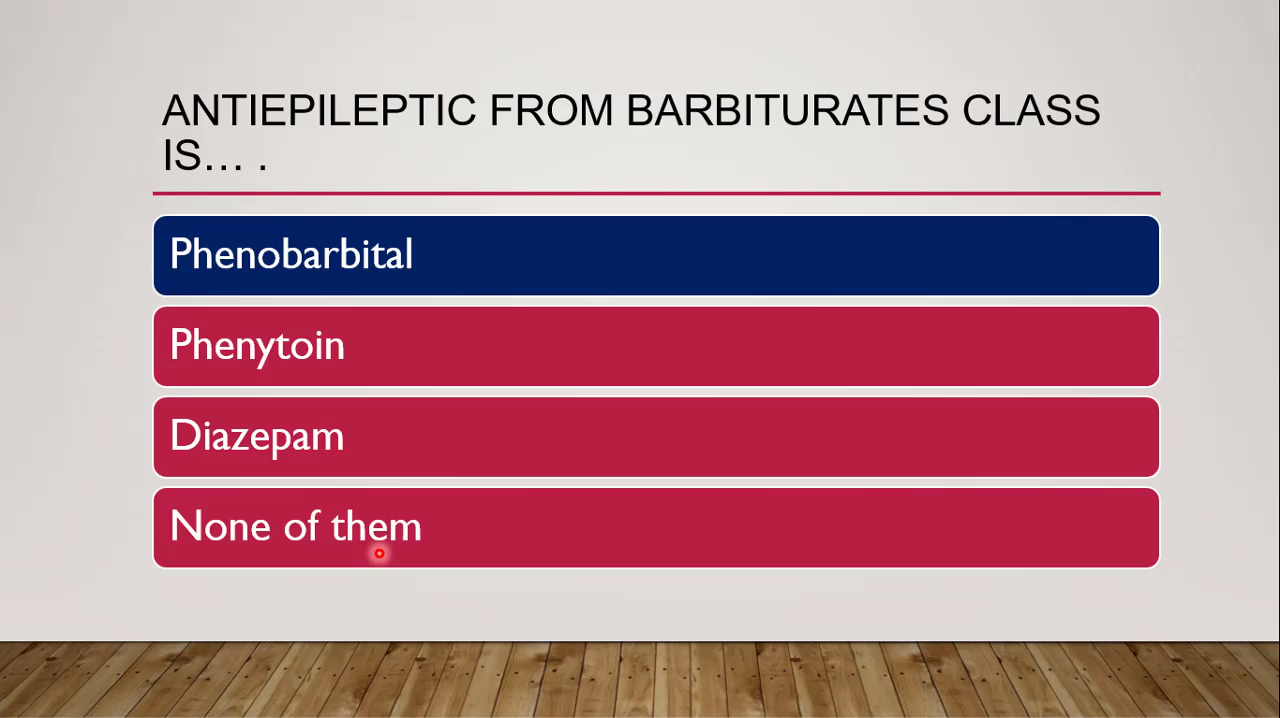 ANTIEPILEPTIC FROM BARBITURATES CLASS
IS… .
Phenobarbital
Phenytoin
Diazepam
None of them